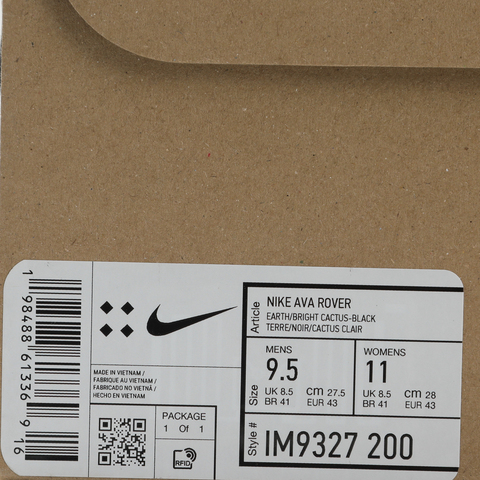 1 98488 61336 9 16
MADE IN VIETNAM /
FABRIQUE AU VIETNAM /
FABRICADO NO VIETNÃ /
HECHO EN VIETNAM
PACKAGE
1 Of 1
RFID
Article
NIKE AVA ROVER
EARTH/BRIGHT CACTUS-BLACK
TERRE/NOIR/CACTUS CLAIR
Size
MENS
9.5
UK 8.5 cm 27.5
BR 41 EUR 43
WOMENS
11
UK 8.5 cm 28
BR 41 EUR 43
Style #
IM9327 200